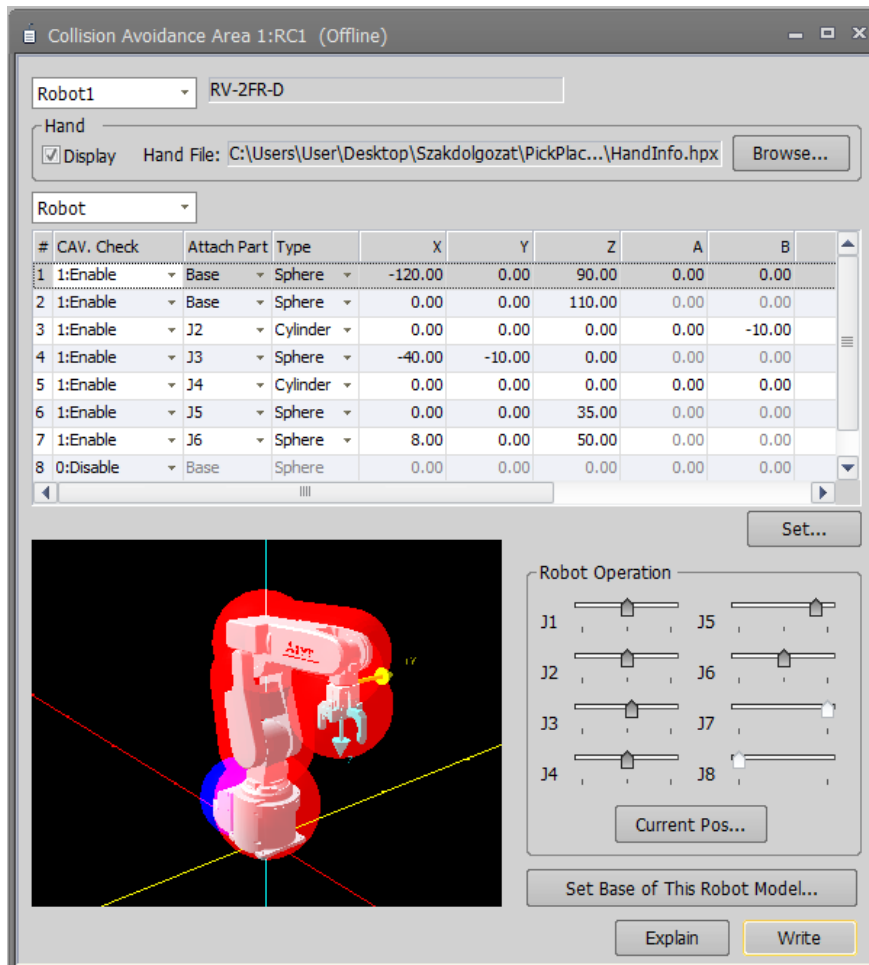 Collision Avoidance Area 1:RC1 (Offline)
Robot1 RV-2FR-D
Hand
Display Hand File: C:\Users\User\Desktop\Szakdolgozat\PickPlac...\HandInfo.hpx Browse...
Robot
# CAV. Check Attach Part Type X Y Z A B
1 1:Enable Base Sphere -120.00 0.00 90.00 0.00 0.00
2 1:Enable Base Sphere 0.00 0.00 110.00 0.00 0.00
3 1:Enable J2 Cylinder 0.00 0.00 0.00 0.00 -10.00
4 1:Enable J3 Sphere -40.00 -10.00 0.00 0.00 0.00
5 1:Enable J4 Cylinder 0.00 0.00 0.00 0.00 0.00
6 1:Enable J5 Sphere 0.00 0.00 35.00 0.00 0.00
7 1:Enable J6 Sphere 8.00 0.00 50.00 0.00 0.00
8 0:Disable Base Sphere 0.00 0.00 0.00 0.00 0.00
Set...
Robot Operation
J1 J5
J2 J6
J3 J7
J4 J8
Current Pos...
Set Base of This Robot Model...
Explain Write